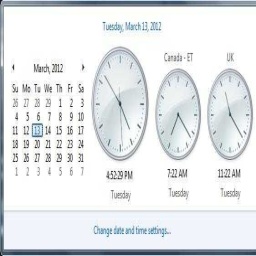 Tuesday, March 13, 2012
March, 2012
Su Mo Tu We Th Fr Sa
26 27 28 29 1 2 3
4 5 6 7 8 9 10
11 12 13 14 15 16 17
18 19 20 21 22 23 24
25 26 27 28 29 30 31
1 2 3 4 5 6 7
4:52:29 PM
Tuesday
Canada - ET
7:22 AM
Tuesday
UK
11:22 AM
Tuesday
Change date and time settings...